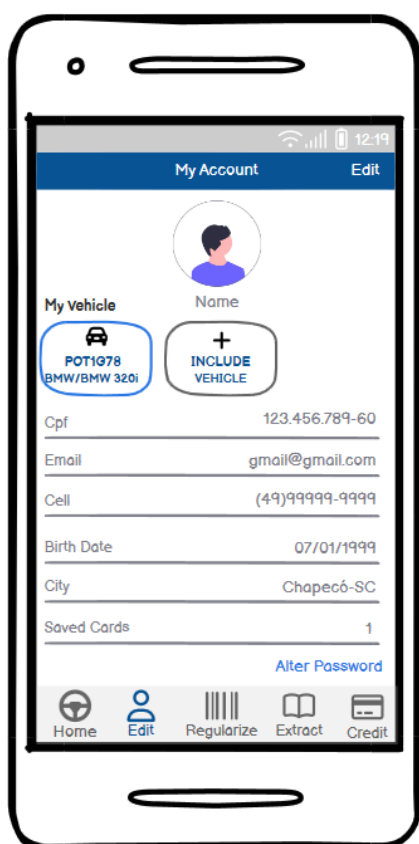 12:19
My Account Edit
Name
My Vehicle
POT1G78
BMW/BMW 320i
+
INCLUDE
VEHICLE
Cpf 123.456.789-60
Email gmail@gmail.com
Cell (49)99999-9999
Birth Date 07/01/1999
City Chapecó-SC
Saved Cards 1
Alter Password
Home Edit Regularize Extract Credit